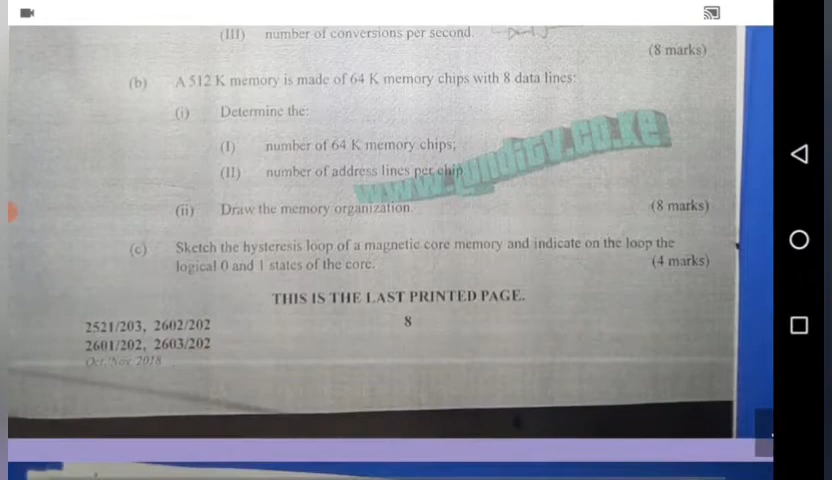 (III) number of conversions per second.
(8 marks)
(b) A 512 K memory is made of 64 K memory chips with 8 data lines:
(i) Determine the:
(I) number of 64 K memory chips;
(II) number of address lines per chip
(ii) Draw the memory organization.
(8 marks)
(c) Sketch the hysteresis loop of a magnetic core memory and indicate on the loop the
logical 0 and 1 states of the core.
(4 marks)
THIS IS THE LAST PRINTED PAGE.
2521/203, 2602/202
8
2601/202, 2603/202
Oct./Nov. 2018